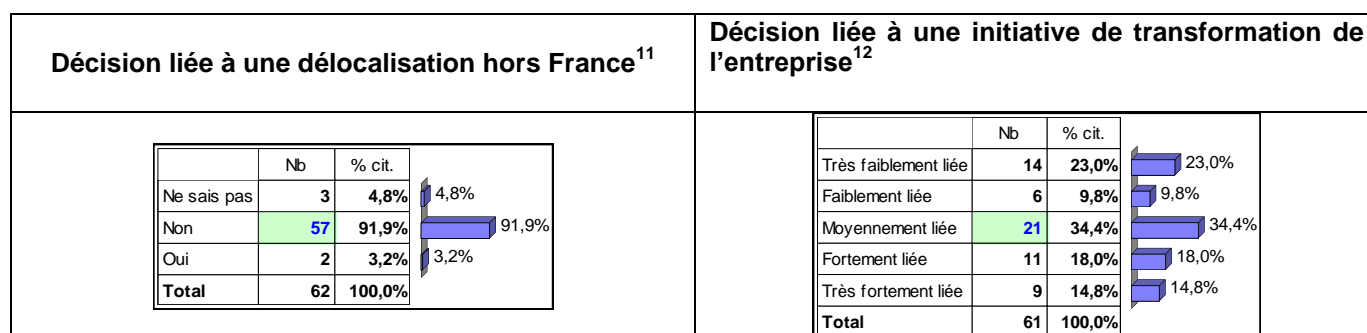 Décision liée à une délocalisation hors France11
Décision liée à une initiative de transformation de
l'entreprise12
Nb % cit.
Ne sais pas 3 4,8% 4,8%
Non 57 91,9% 91,9%
Oui 2 3,2% 3,2%
Total 62 100,0%
Nb % cit.
Très faiblement liée 14 23,0% 23,0%
Faiblement liée 6 9,8% 9,8%
Moyennement liée 21 34,4% 34,4%
Fortement liée 11 18,0% 18,0%
Très fortement liée 9 14,8% 14,8%
Total 61 100,0%